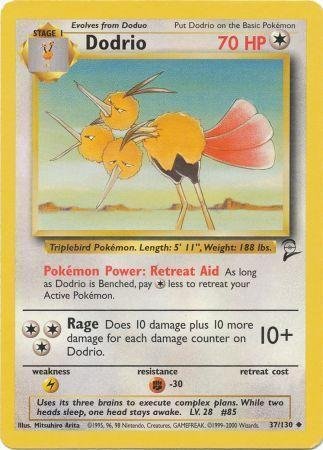 Evolves from Doduo
Put Dodrio on the Basic Pokémon
STAGE 1
Dodrio
70 HP
Triplebird Pokémon. Length: 5' 11", Weight: 188 lbs.
Pokémon Power: Retreat Aid As long
as Dodrio is Benched, pay less to retreat your
Active Pokémon.
Rage Does 10 damage plus 10 more
damage for each damage counter on
Dodrio.
10+
weakness
resistance
retreat cost
-30
Uses its three brains to execute complex plans. While two
heads sleep, one head stays awake. LV. 28 #85
Illus. Mitsuhiro Arita
©1995, 96, 98 Nintendo, Creatures, GAMEFREAK. ©1999-2000 Wizards.
37/130